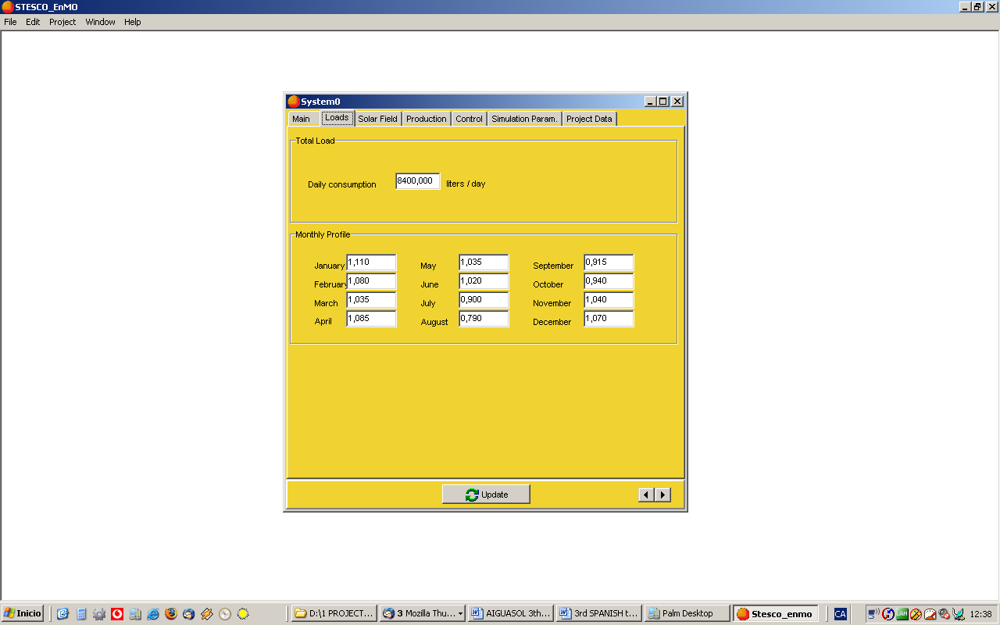 STESCO_EnMO
File Edit Project Window Help
System0
Main Loads Solar Field Production Control Simulation Param. Project Data
Total Load
Daily consumption 8400,000 liters / day
Monthly Profile
January 1,110 May 1,035 September 0,915
February 1,080 June 1,020 October 0,940
March 1,035 July 0,900 November 1,040
April 1,085 August 0,790 December 1,070
Update
Inicio D:\1 PROJECT... 3 Mozilla Thu... AIGUASOL 3th... 3rd SPANISH t... Palm Desktop Stesco_enmo CA LAN 12:38